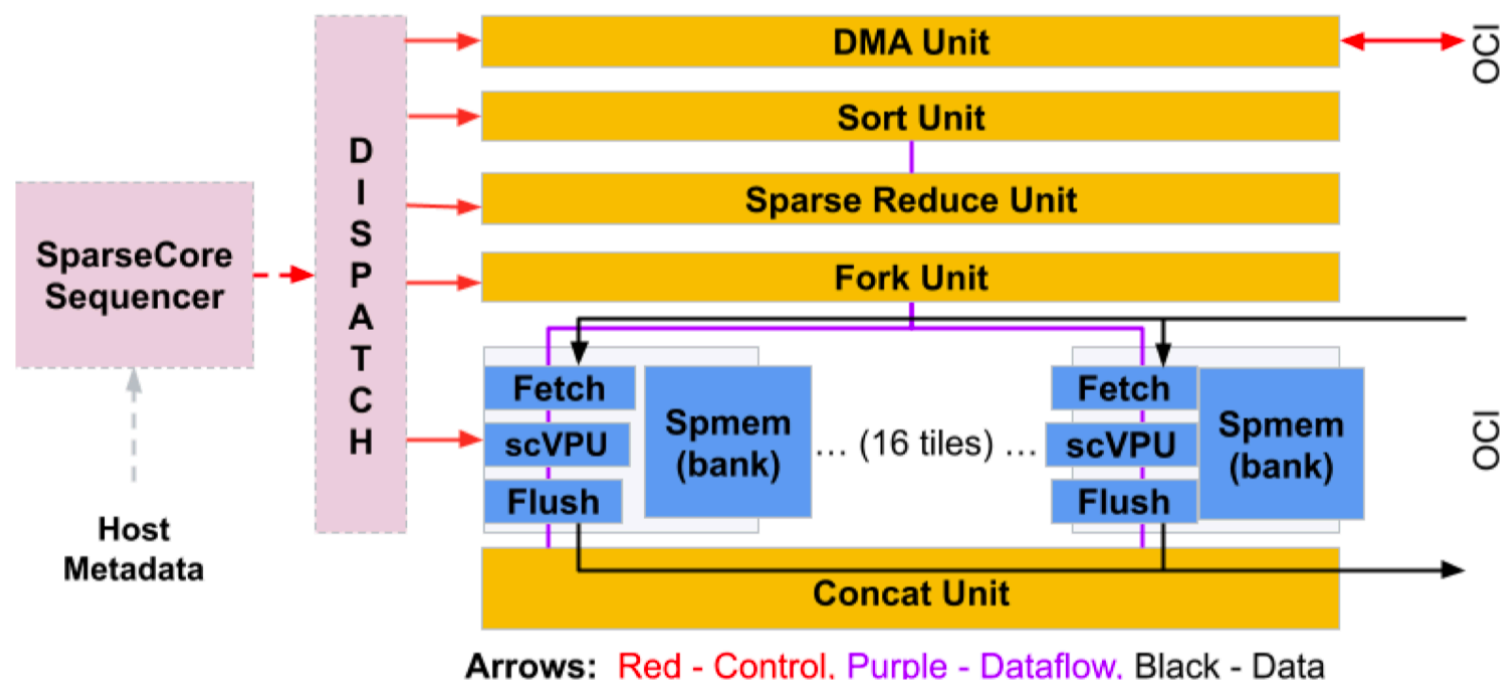 DMA Unit
OCI
Sort Unit
DISPATCH
Sparse Reduce Unit
SparseCore
Sequencer
Fork Unit
Fetch
scVPU
Flush
Spmem
(bank)
... (16 tiles) ...
Fetch
scVPU
Flush
Spmem
(bank)
OCI
Host
Metadata
Concat Unit
Arrows: Red - Control, Purple - Dataflow, Black - Data